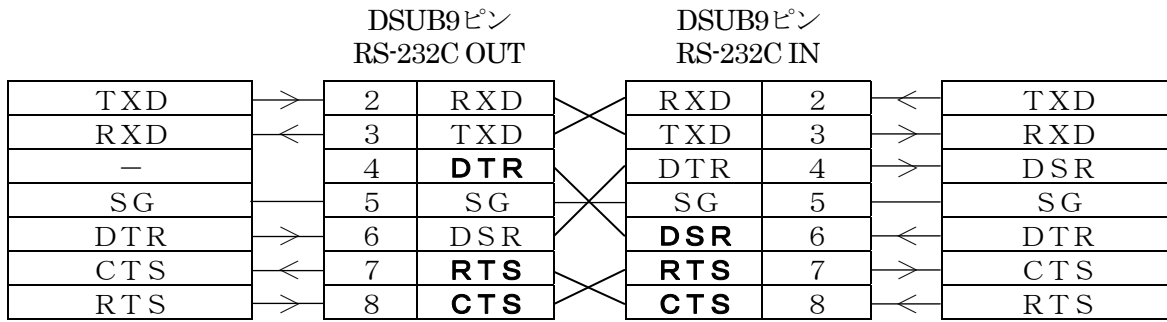 DSUB9ピン DSUB9ピン
RS-232C OUT RS-232C IN
TXD 2 RXD RXD 2 TXD
RXD 3 TXD TXD 3 RXD
— 4 DTR DTR 4 DSR
SG 5 SG SG 5 SG
DTR 6 DSR DSR 6 DTR
CTS 7 RTS RTS 7 CTS
RTS 8 CTS CTS 8 RTS